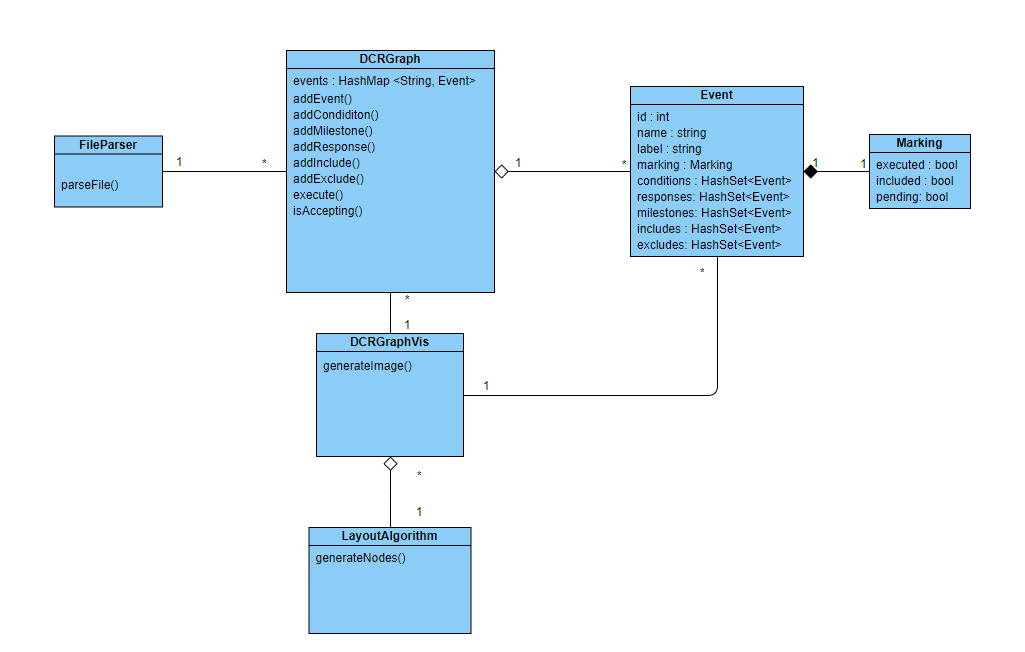 DCRGraph
events : HashMap <String, Event>
addEvent()
addCondiditon()
addMilestone()
addResponse()
addInclude()
addExclude()
execute()
isAccepting()
FileParser
parseFile()
1
*
1
*
Event
id : int
name : string
label : string
marking : Marking
conditions : HashSet<Event>
responses: HashSet<Event>
milestones: HashSet<Event>
includes : HashSet<Event>
excludes: HashSet<Event>
1
1
Marking
executed : bool
included : bool
pending: bool
*
1
*
1
DCRGraphVis
generateImage()
*
1
LayoutAlgorithm
generateNodes()